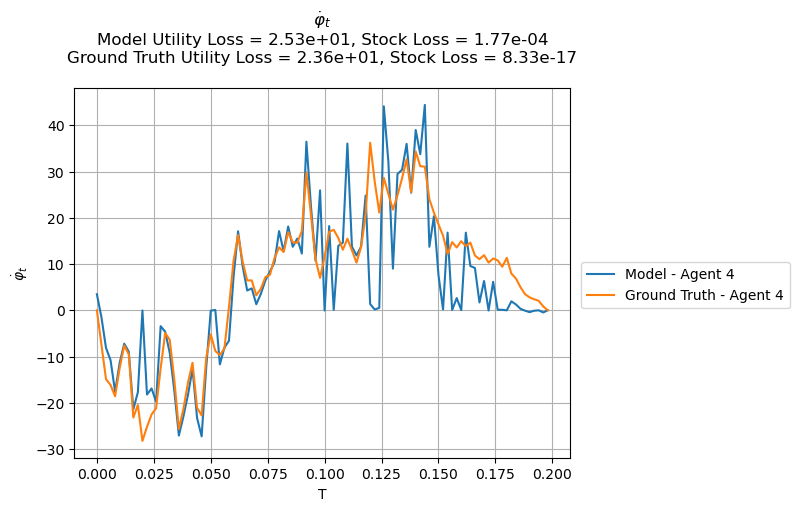 φ̇ₜ
Model Utility Loss = 2.53e+01, Stock Loss = 1.77e-04
Ground Truth Utility Loss = 2.36e+01, Stock Loss = 8.33e-17
φ̇ₜ
40
30
20
10
0
−10
−20
−30
0.000 0.025 0.050 0.075 0.100 0.125 0.150 0.175 0.200
T
Model - Agent 4
Ground Truth - Agent 4